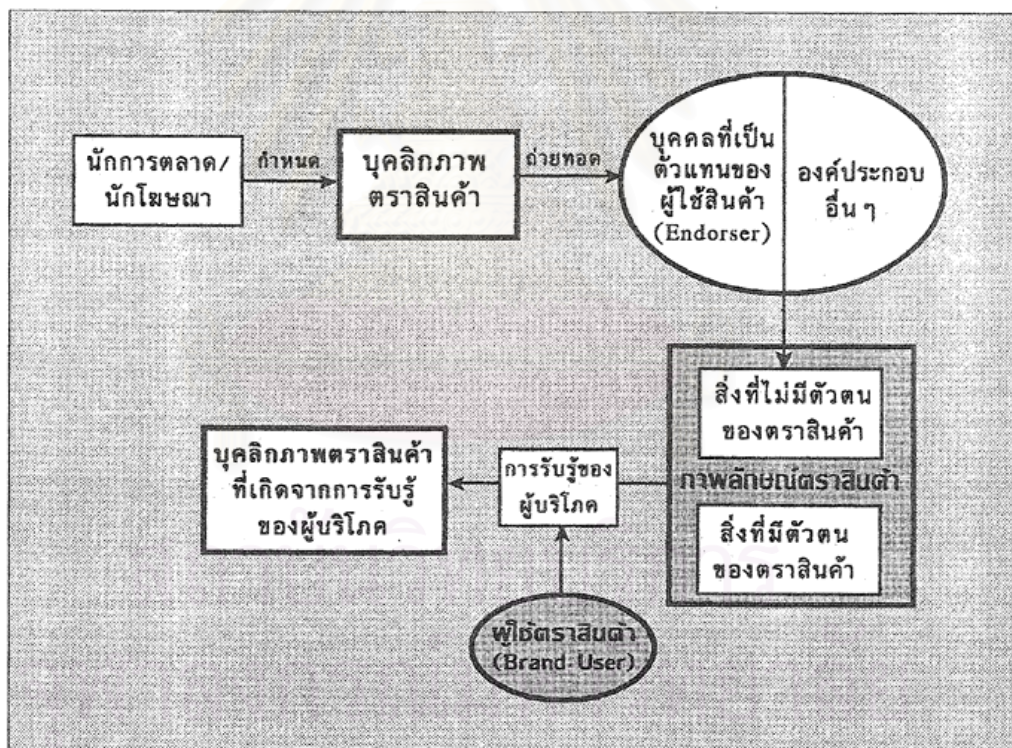 นักการตลาด/
นักโฆษณา
กำหนด
บุคลิกภาพ
ตราสินค้า
ถ่ายทอด
บุคคลที่เป็น
ตัวแทนของ
ผู้ใช้สินค้า
(Endorser)
องค์ประกอบ
อื่น ๆ
สิ่งที่ไม่มีตัวตน
ของตราสินค้า
ภาพลักษณ์ตราสินค้า
สิ่งที่มีตัวตน
ของตราสินค้า
การรับรู้ของ
ผู้บริโภค
บุคลิกภาพตราสินค้า
ที่เกิดจากการรับรู้
ของผู้บริโภค
ผู้ใช้ตราสินค้า
(Brand User)